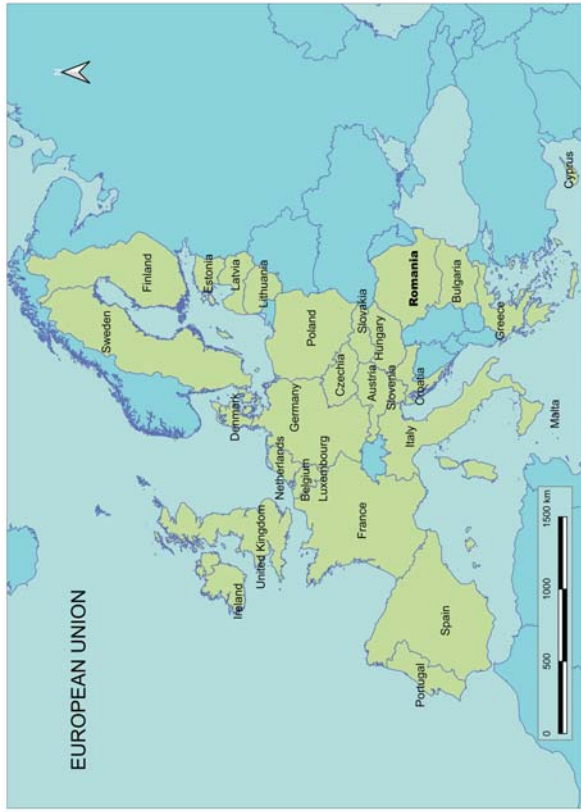 EUROPEAN UNION
N
Sweden
Finland
Estonia
Latvia
Lithuania
Denmark
Ireland
United Kingdom
Netherlands
Belgium
Luxembourg
Germany
Poland
Czechia
Slovakia
Austria
Hungary
Slovenia
Croatia
Romania
Bulgaria
France
Italy
Greece
Portugal
Spain
Malta
Cyprus
0 500 1000 1500 km